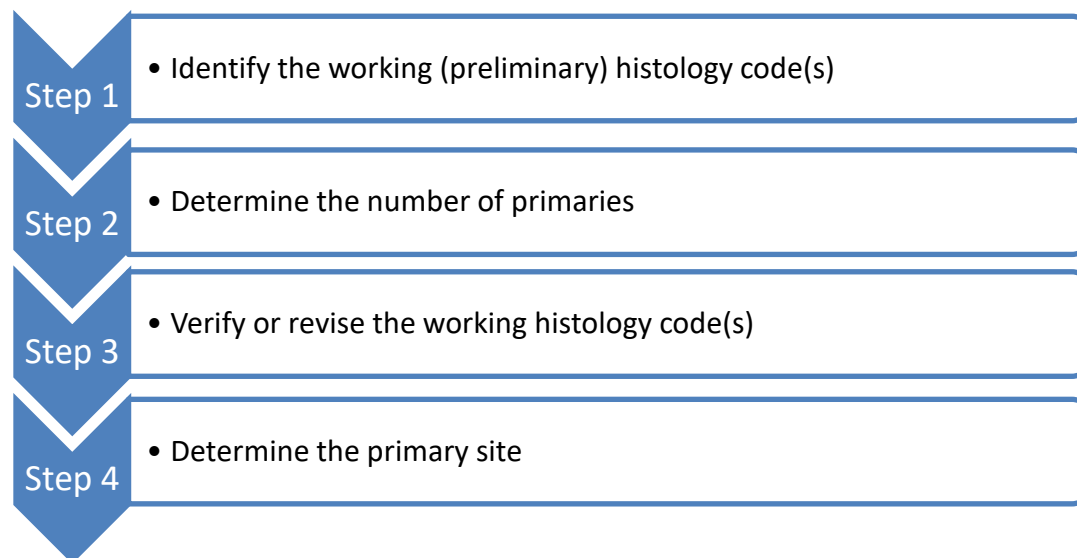 Step 1
• Identify the working (preliminary) histology code(s)
Step 2
• Determine the number of primaries
Step 3
• Verify or revise the working histology code(s)
Step 4
• Determine the primary site